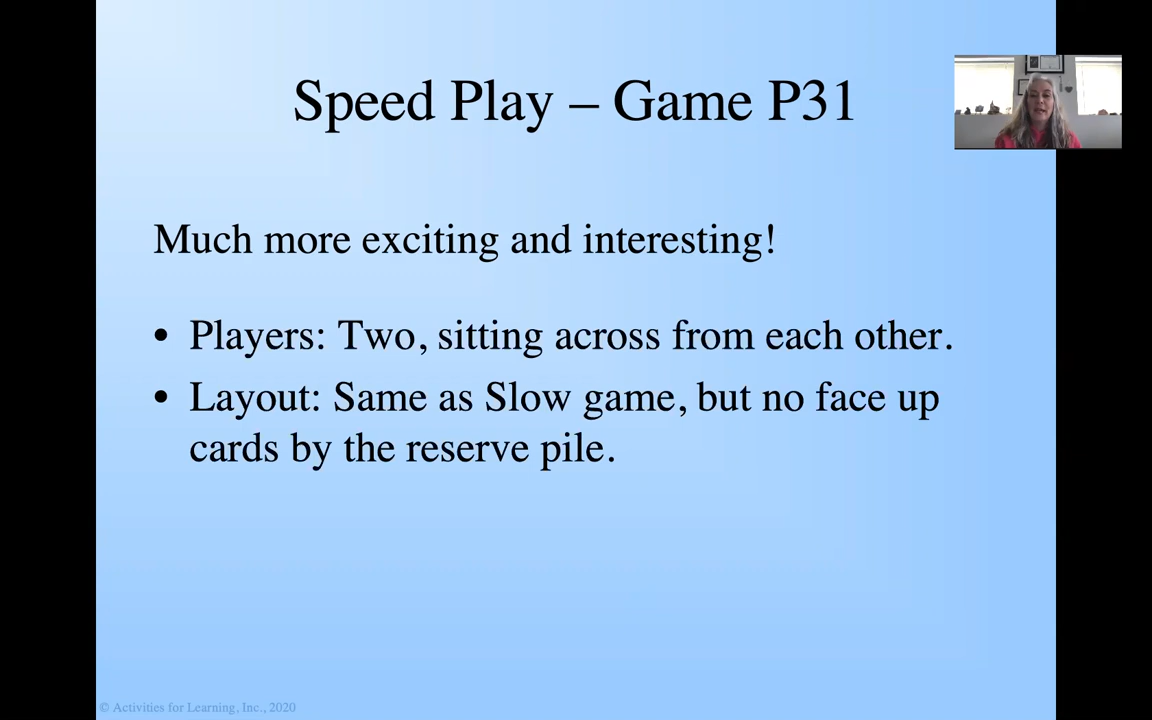 Speed Play – Game P31
Much more exciting and interesting!
• Players: Two, sitting across from each other.
• Layout: Same as Slow game, but no face up
cards by the reserve pile.
© Activities for Learning, Inc., 2020